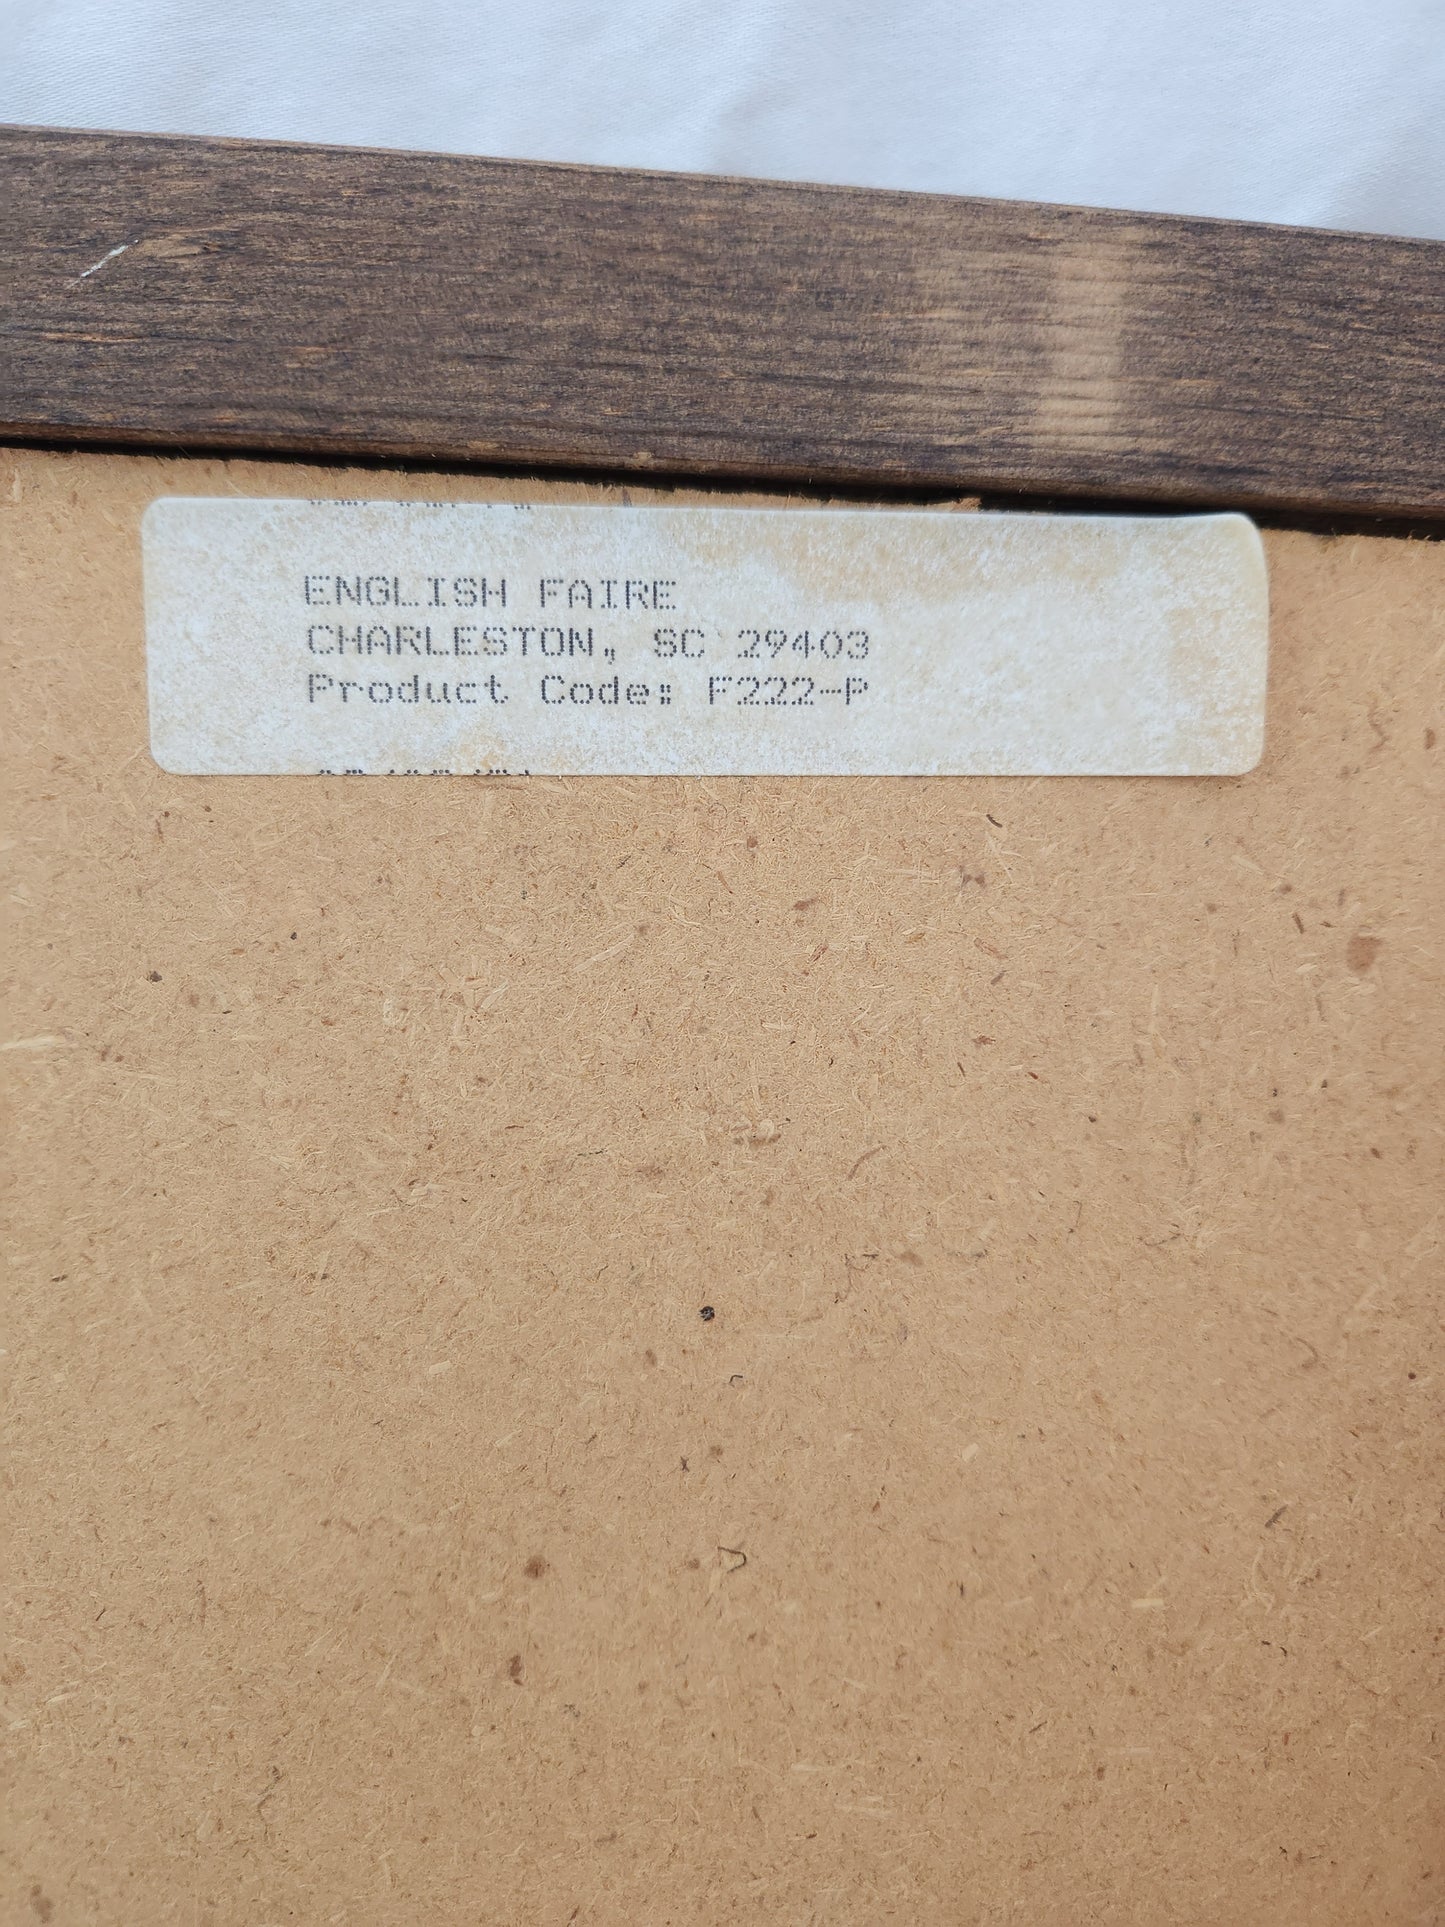 ENGLISH FAIRE
CHARLESTON, SC 29403
Product Code: F222-P